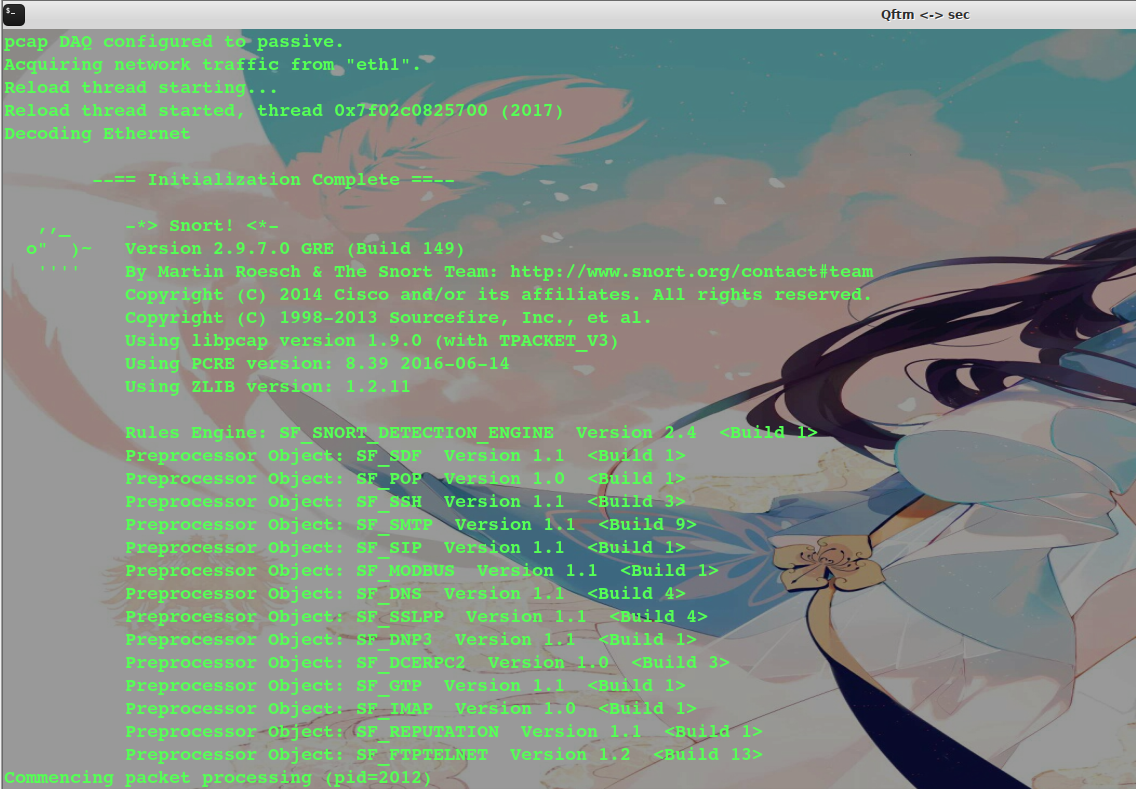 Qftm <-> sec
pcap DAQ configured to passive.
Acquiring network traffic from "eth1".
Reload thread starting...
Reload thread started, thread 0x7f02c0825700 (2017)
Decoding Ethernet
--== Initialization Complete ==--
,,_     -*> Snort! <*-
o"  )~   Version 2.9.7.0 GRE (Build 149)
''''    By Martin Roesch & The Snort Team: http://www.snort.org/contact#team
Copyright (C) 2014 Cisco and/or its affiliates. All rights reserved.
Copyright (C) 1998-2013 Sourcefire, Inc., et al.
Using libpcap version 1.9.0 (with TPACKET_V3)
Using PCRE version: 8.39 2016-06-14
Using ZLIB version: 1.2.11
Rules Engine: SF_SNORT_DETECTION_ENGINE  Version 2.4  <Build 1>
Preprocessor Object: SF_SDF  Version 1.1  <Build 1>
Preprocessor Object: SF_POP  Version 1.0  <Build 1>
Preprocessor Object: SF_SSH  Version 1.1  <Build 3>
Preprocessor Object: SF_SMTP  Version 1.1  <Build 9>
Preprocessor Object: SF_SIP  Version 1.1  <Build 1>
Preprocessor Object: SF_MODBUS  Version 1.1  <Build 1>
Preprocessor Object: SF_DNS  Version 1.1  <Build 4>
Preprocessor Object: SF_SSLPP  Version 1.1  <Build 4>
Preprocessor Object: SF_DNP3  Version 1.1  <Build 1>
Preprocessor Object: SF_DCERPC2  Version 1.0  <Build 3>
Preprocessor Object: SF_GTP  Version 1.1  <Build 1>
Preprocessor Object: SF_IMAP  Version 1.0  <Build 1>
Preprocessor Object: SF_REPUTATION  Version 1.1  <Build 1>
Preprocessor Object: SF_FTPTELNET  Version 1.2  <Build 13>
Commencing packet processing (pid=2012)